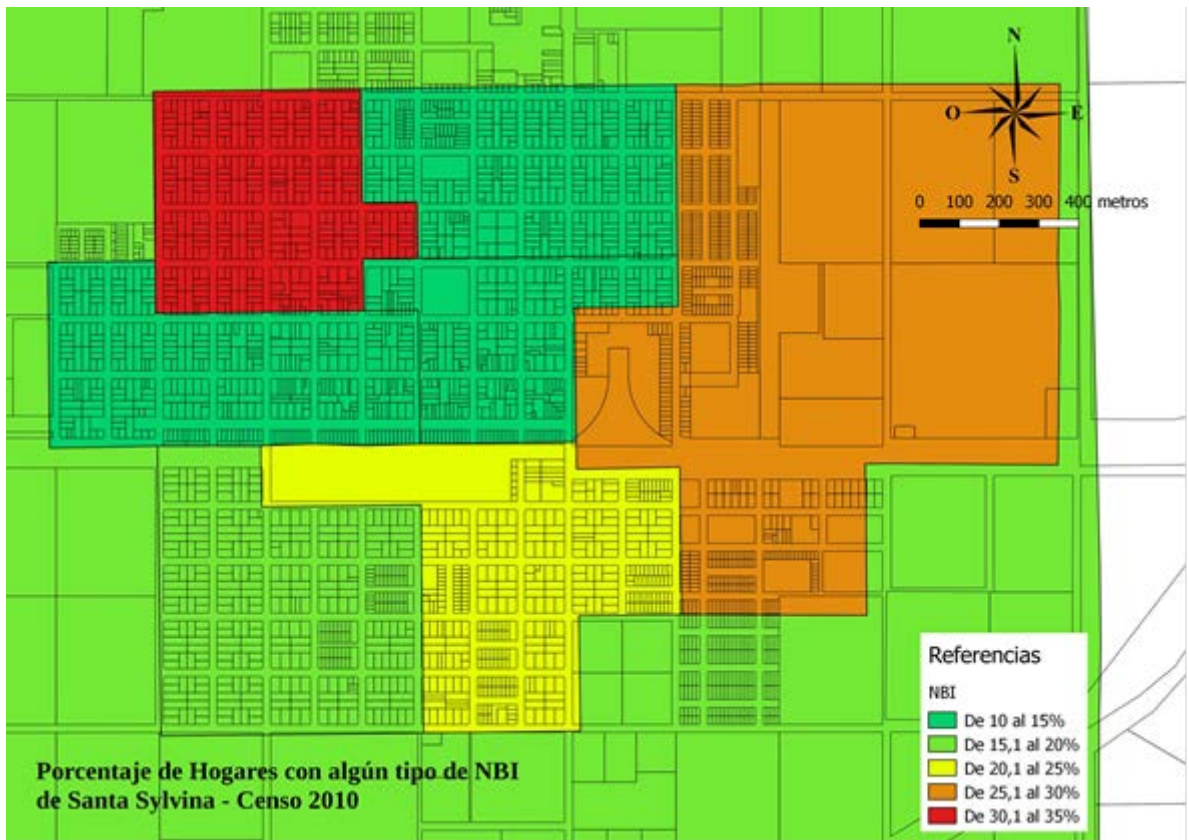 N
O E
S
0 100 200 300 400 metros
Referencias
NBI
De 10 al 15%
De 15,1 al 20%
De 20,1 al 25%
De 25,1 al 30%
De 30,1 al 35%
Porcentaje de Hogares con algún tipo de NBI
de Santa Sylvina - Censo 2010